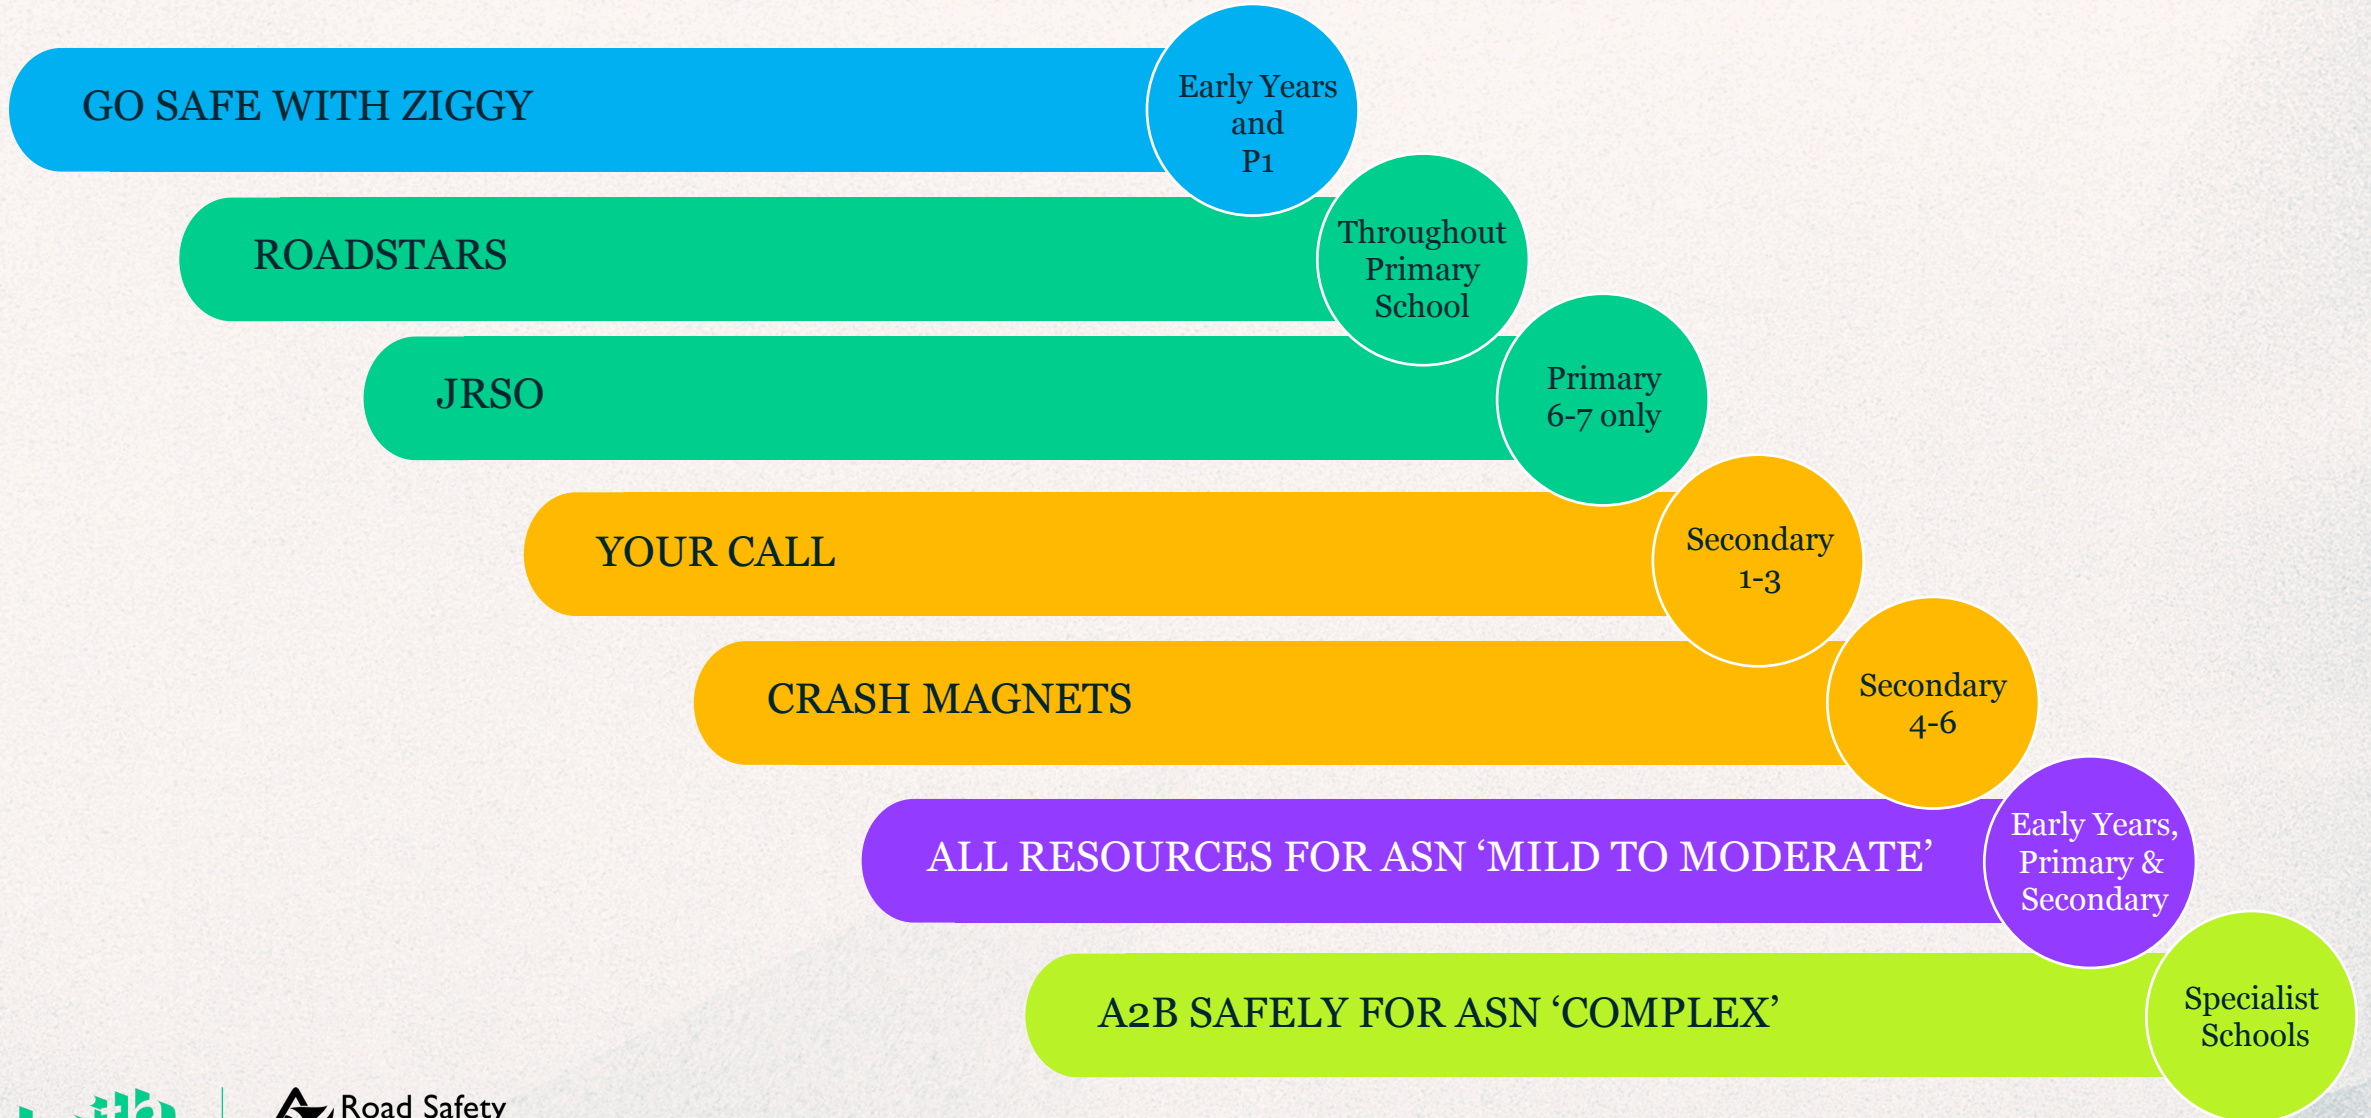 GO SAFE WITH ZIGGY
Early Years
and
P1
ROADSTARS
Throughout
Primary
School
JRSO
Primary
6-7 only
YOUR CALL
Secondary
1-3
CRASH MAGNETS
Secondary
4-6
ALL RESOURCES FOR ASN ‘MILD TO MODERATE’
Early Years,
Primary &
Secondary
A2B SAFELY FOR ASN ‘COMPLEX’
Specialist
Schools
Road Safety